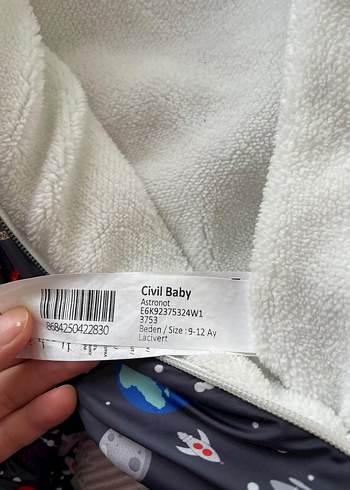 Civil Baby
Astronot
E6K92375324W1
3753
Beden / Size : 9-12 Ay
Lacivert
8684250422830